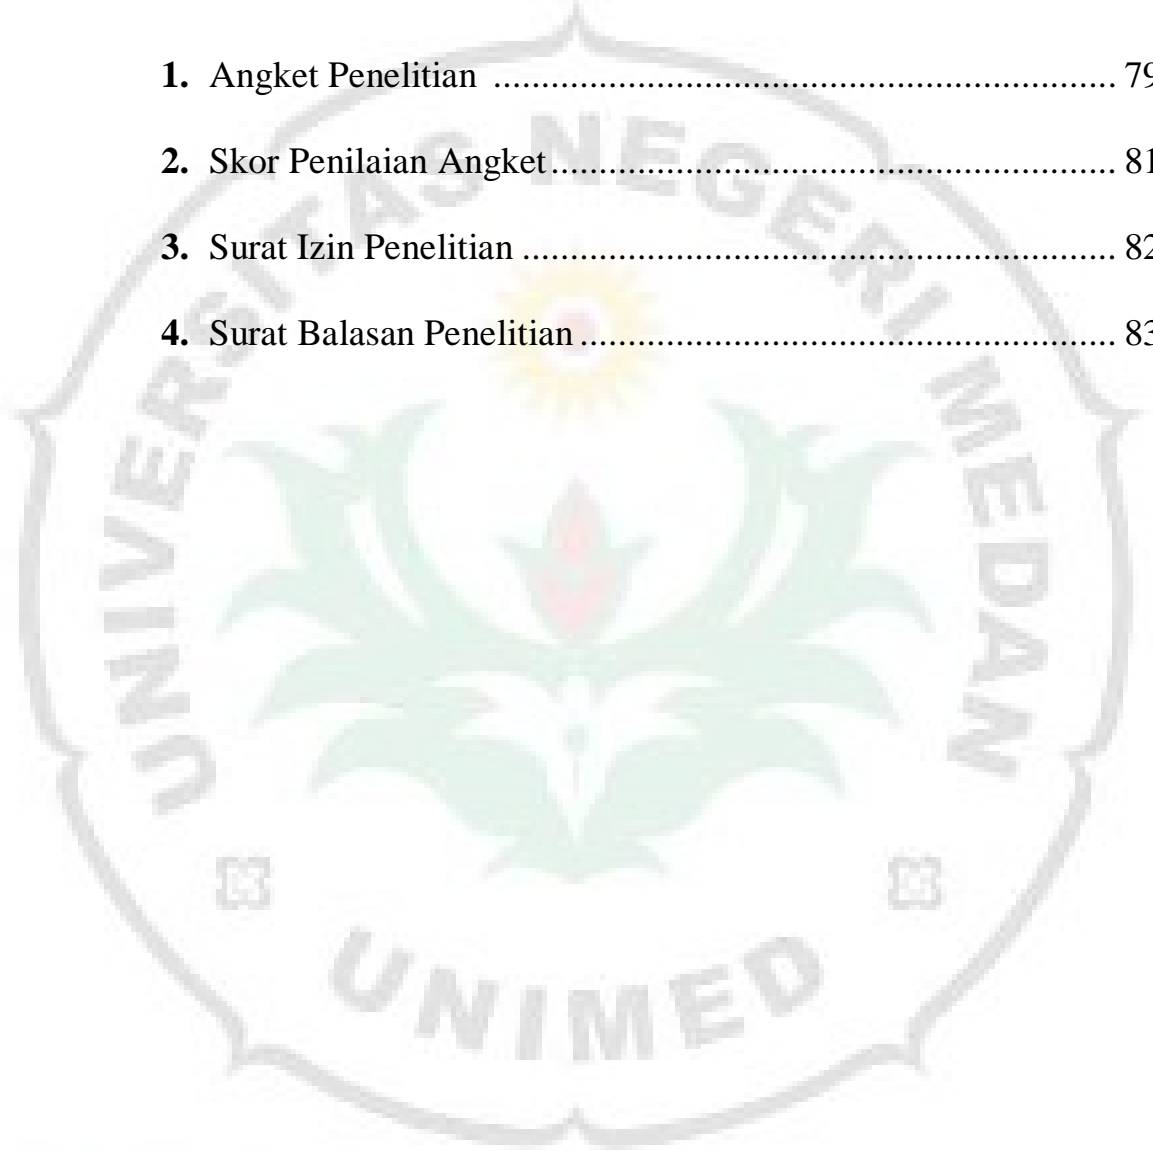 1. Angket Penelitian ................................................................... 79
2. Skor Penilaian Angket ............................................................. 81
3. Surat Izin Penelitian ................................................................ 82
4. Surat Balasan Penelitian .......................................................... 83
UNIVERSITAS NEGERI MEDAN
UNIMED